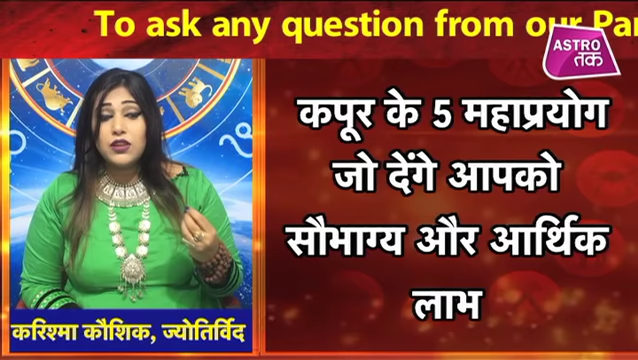 To ask any question from our Pan
ASTRO
तक
कपूर के 5 महाप्रयोग
जो देंगे आपको
सौभाग्य और आर्थिक
लाभ
करिश्मा कौशिक, ज्योतिर्विद